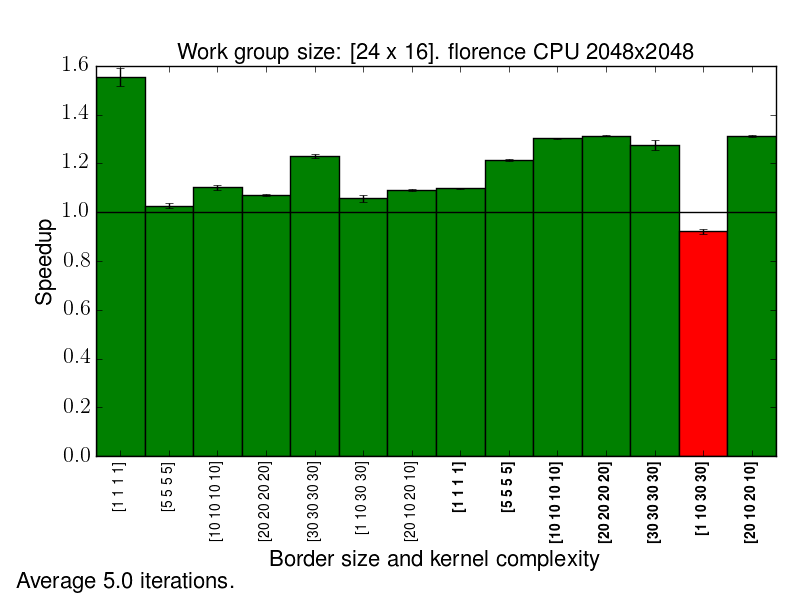 Work group size: [24 x 16]. florence CPU 2048x2048
1.6
1.4
1.2
1.0
0.8
0.6
0.4
0.2
0.0
Speedup
[1 1 1 1]
[5 5 5 5]
[10 10 10 10]
[20 20 20 20]
[30 30 30 30]
[1 10 30 30]
[20 10 20 10]
[1 1 1 1]
[5 5 5 5]
[10 10 10 10]
[20 20 20 20]
[30 30 30 30]
[1 10 30 30]
[20 10 20 10]
Border size and kernel complexity
Average 5.0 iterations.